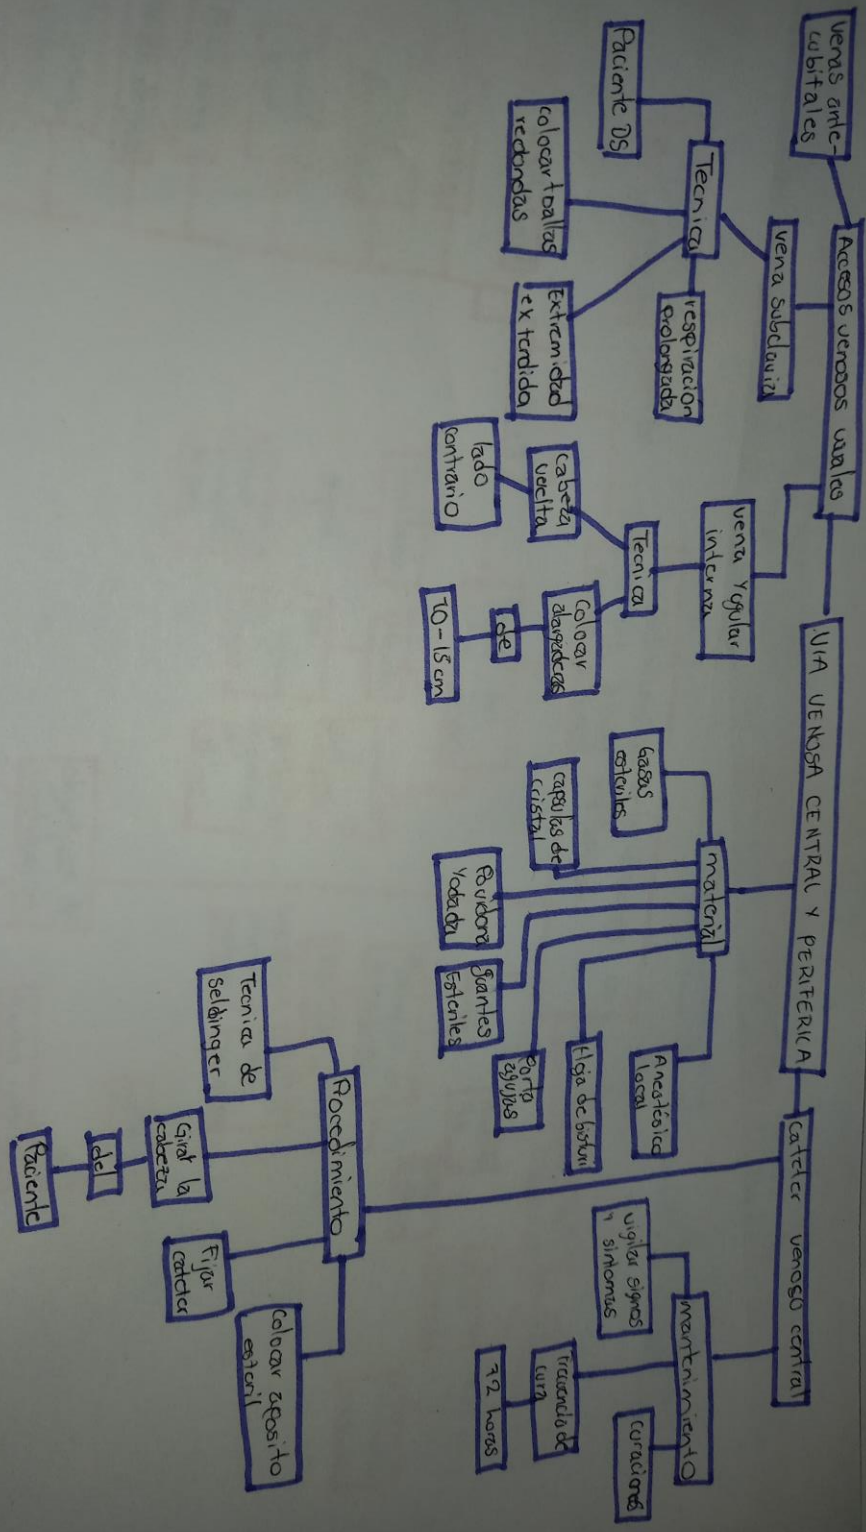 VIA VENOSA CENTRAL Y PERIFERICA
Accesos venosos usuales
venas ante-
cubitales
vena subclavia
Tecnica
Paciente DS
colocar toallas
redondas
Extremidad
extendida
respiración
prolongada
vena Yugular
interna
Tecnica
cabeza
vuelta
lado
contrario
Colocar
alargaderas
de
10-15 cm
material
Gasas
esteriles
capsulas de
cristal
Povidona
Yodada
guantes
Esteriles
Porta
agujas
Hoja de bisturi
Anestésico
local
Cateter venoso central
Procedimiento
Tecnica de
seldinger
Girar la
cabeza
del
Paciente
Fijar
cateter
Colocar aposito
esteril
mantenimiento
vigilar signos
y sintomas
frecuencia de
cura
72 horas
curaciones